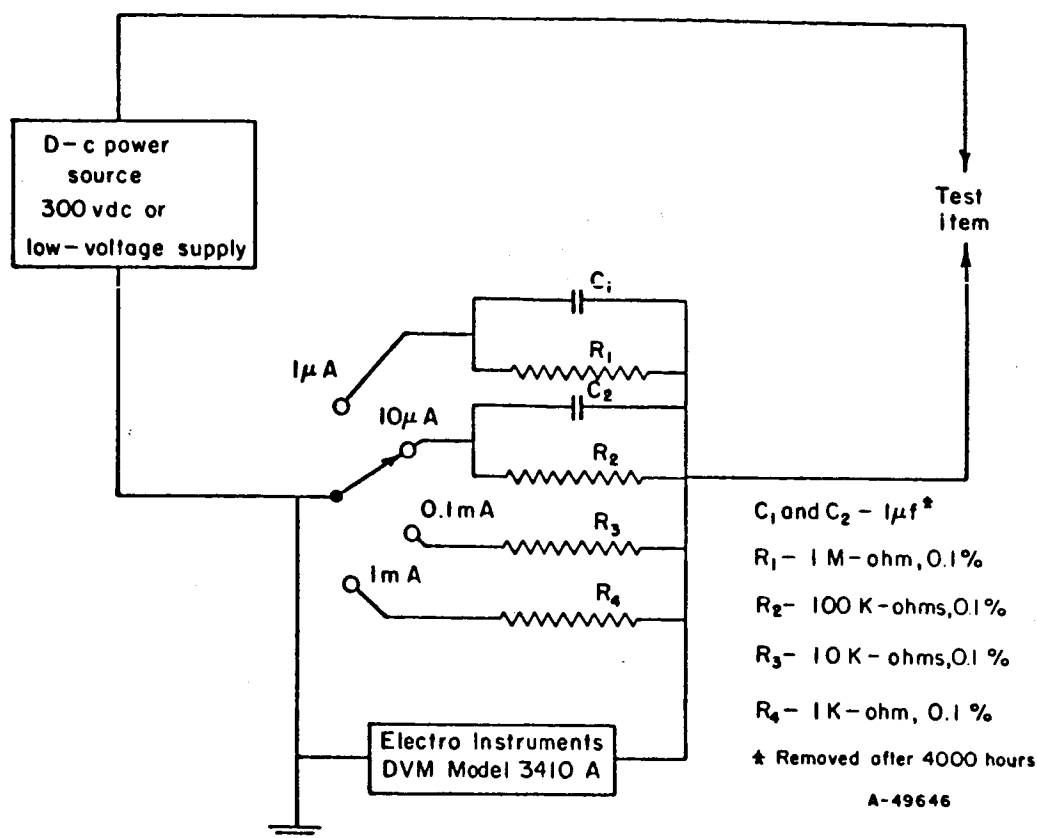 D-c power
source
300 vdc or
low-voltage supply
Test
item
Cᵢ
1μA
R₁
C₂
10μA
R₂
0.1mA
R₃
1mA
R₄
C₁ and C₂ - 1μf*
R₁- 1 M-ohm, 0.1%
R₂- 100 K-ohms, 0.1%
R₃- 10 K-ohms, 0.1%
R₄- 1K-ohm, 0.1%
Electro Instruments
DVM Model 3410 A
* Removed after 4000 hours
A-49646